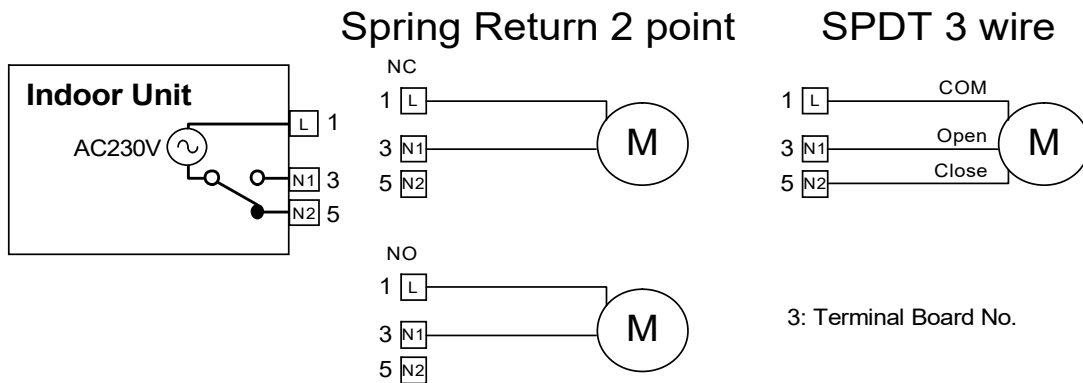 Spring Return 2 point
SPDT 3 wire
Indoor Unit
AC230V
L 1
N1 3
N2 5
NC
1 L
3 N1
5 N2
M
NO
1 L
3 N1
5 N2
M
1 L
3 N1
5 N2
COM
Open
Close
M
3: Terminal Board No.